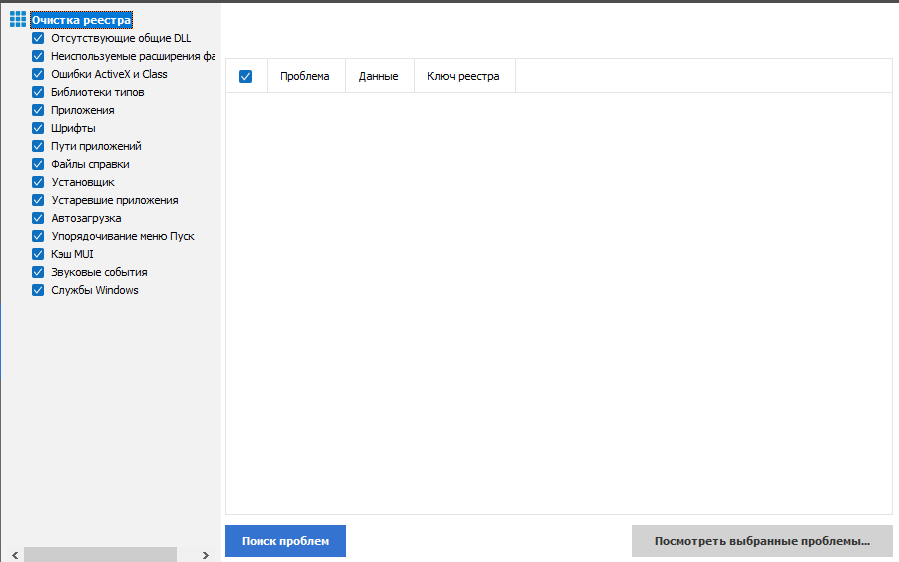 Очистка реестра
Отсутствующие общие DLL
Неиспользуемые расширения фа
Ошибки ActiveX и Class
Библиотеки типов
Приложения
Шрифты
Пути приложений
Файлы справки
Установщик
Устаревшие приложения
Автозагрузка
Упорядочивание меню Пуск
Кэш MUI
Звуковые события
Службы Windows
Проблема Данные Ключ реестра
Поиск проблем
Посмотреть выбранные проблемы...